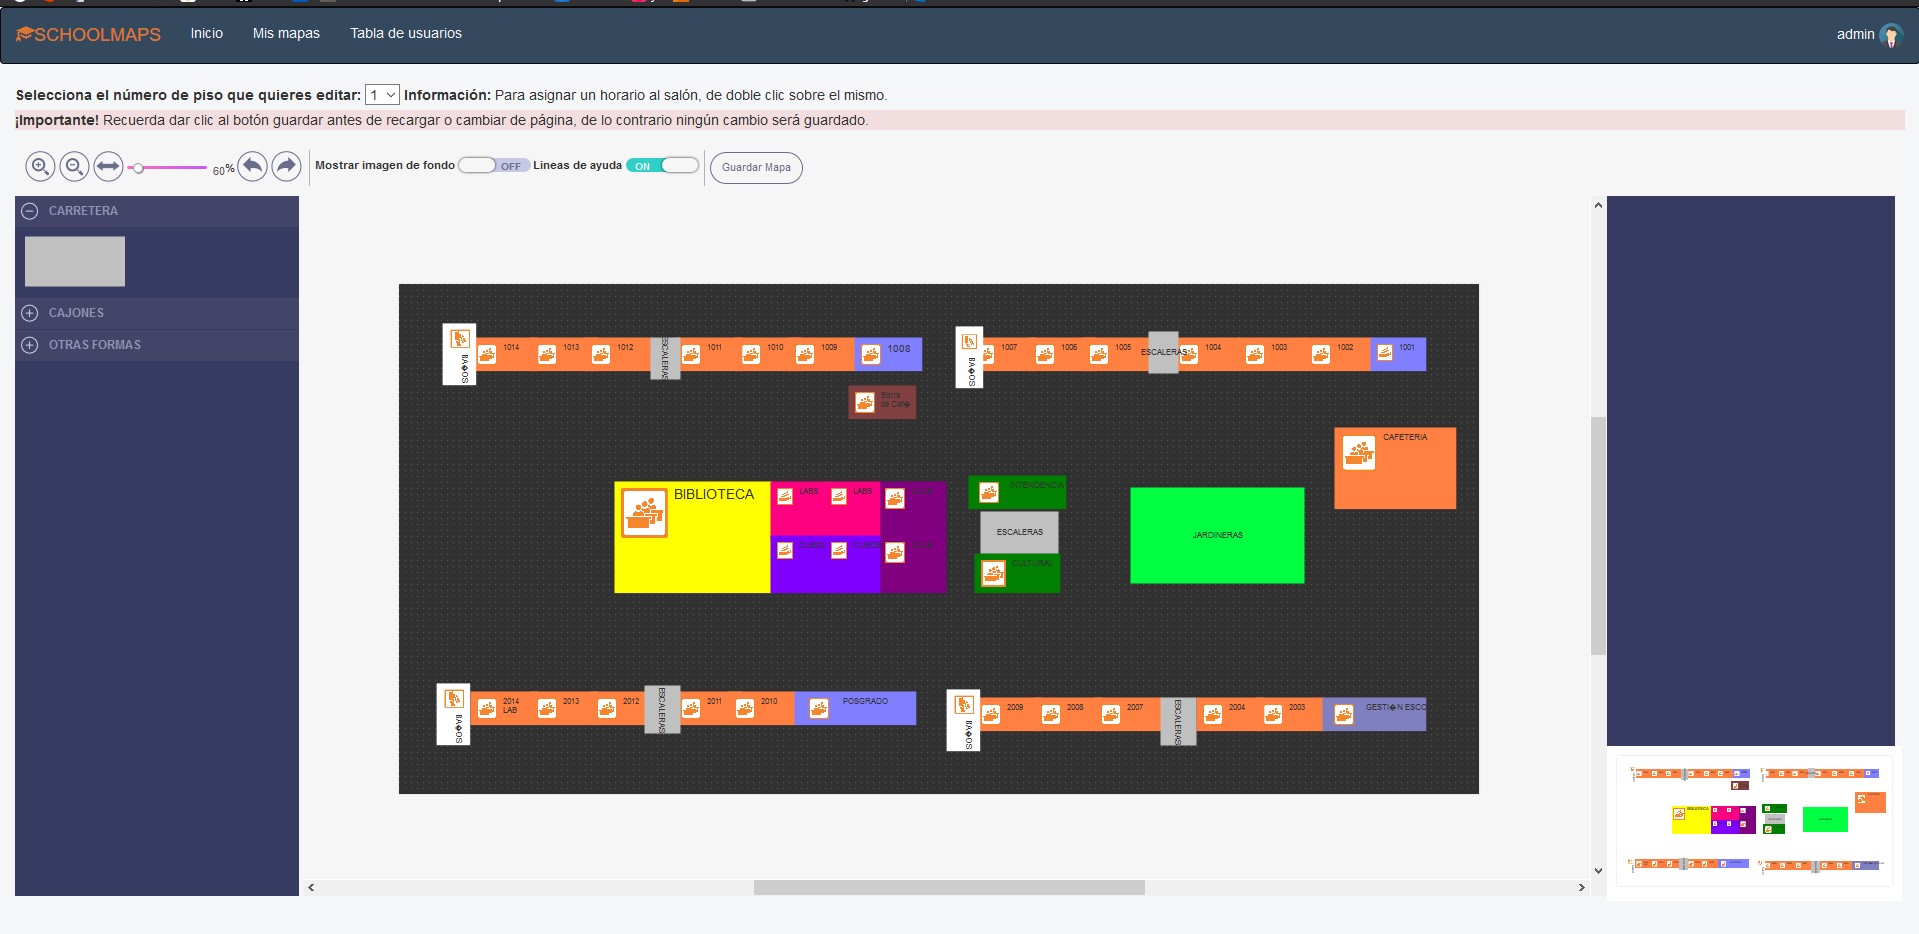 SCHOOLMAPS Inicio Mis mapas Tabla de usuarios admin
Selecciona el número de piso que quieres editar: 1 Información: Para asignar un horario al salón, de doble clic sobre el mismo.
¡Importante! Recuerda dar clic al botón guardar antes de recargar o cambiar de página, de lo contrario ningún cambio será guardado.
60% Mostrar imagen de fondo OFF Lineas de ayuda ON Guardar Mapa
CARRETERA
CAJONES
OTRAS FORMAS
BA�OS 1014 1013 1012 ESCALERAS 1011 1010 1009 1008
BA�OS 1007 1006 1005 ESCALERAS 1004 1003 1002 1001
Barra
de Caf�
CAFETERIA
BIBLIOTECA LABS LABS
INTENDENCIA
ESCALERAS
CULTURAL
JARDINERAS
BA�OS 2014 2013 2012 ESCALERAS 2011 2010 POSGRADO
LAB
BA�OS 2009 2008 2007 ESCALERAS 2004 2003 GESTI�N ESCO